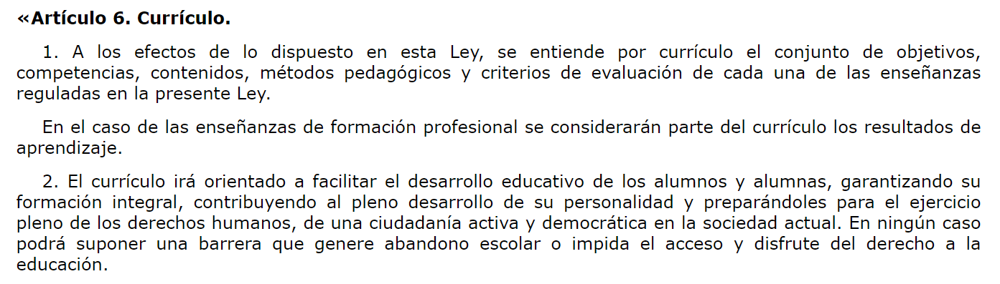 «Artículo 6. Currículo.
1. A los efectos de lo dispuesto en esta Ley, se entiende por currículo el conjunto de objetivos,
competencias, contenidos, métodos pedagógicos y criterios de evaluación de cada una de las enseñanzas
reguladas en la presente Ley.
En el caso de las enseñanzas de formación profesional se considerarán parte del currículo los resultados de
aprendizaje.
2. El currículo irá orientado a facilitar el desarrollo educativo de los alumnos y alumnas, garantizando su
formación integral, contribuyendo al pleno desarrollo de su personalidad y preparándoles para el ejercicio
pleno de los derechos humanos, de una ciudadanía activa y democrática en la sociedad actual. En ningún caso
podrá suponer una barrera que genere abandono escolar o impida el acceso y disfrute del derecho a la
educación.